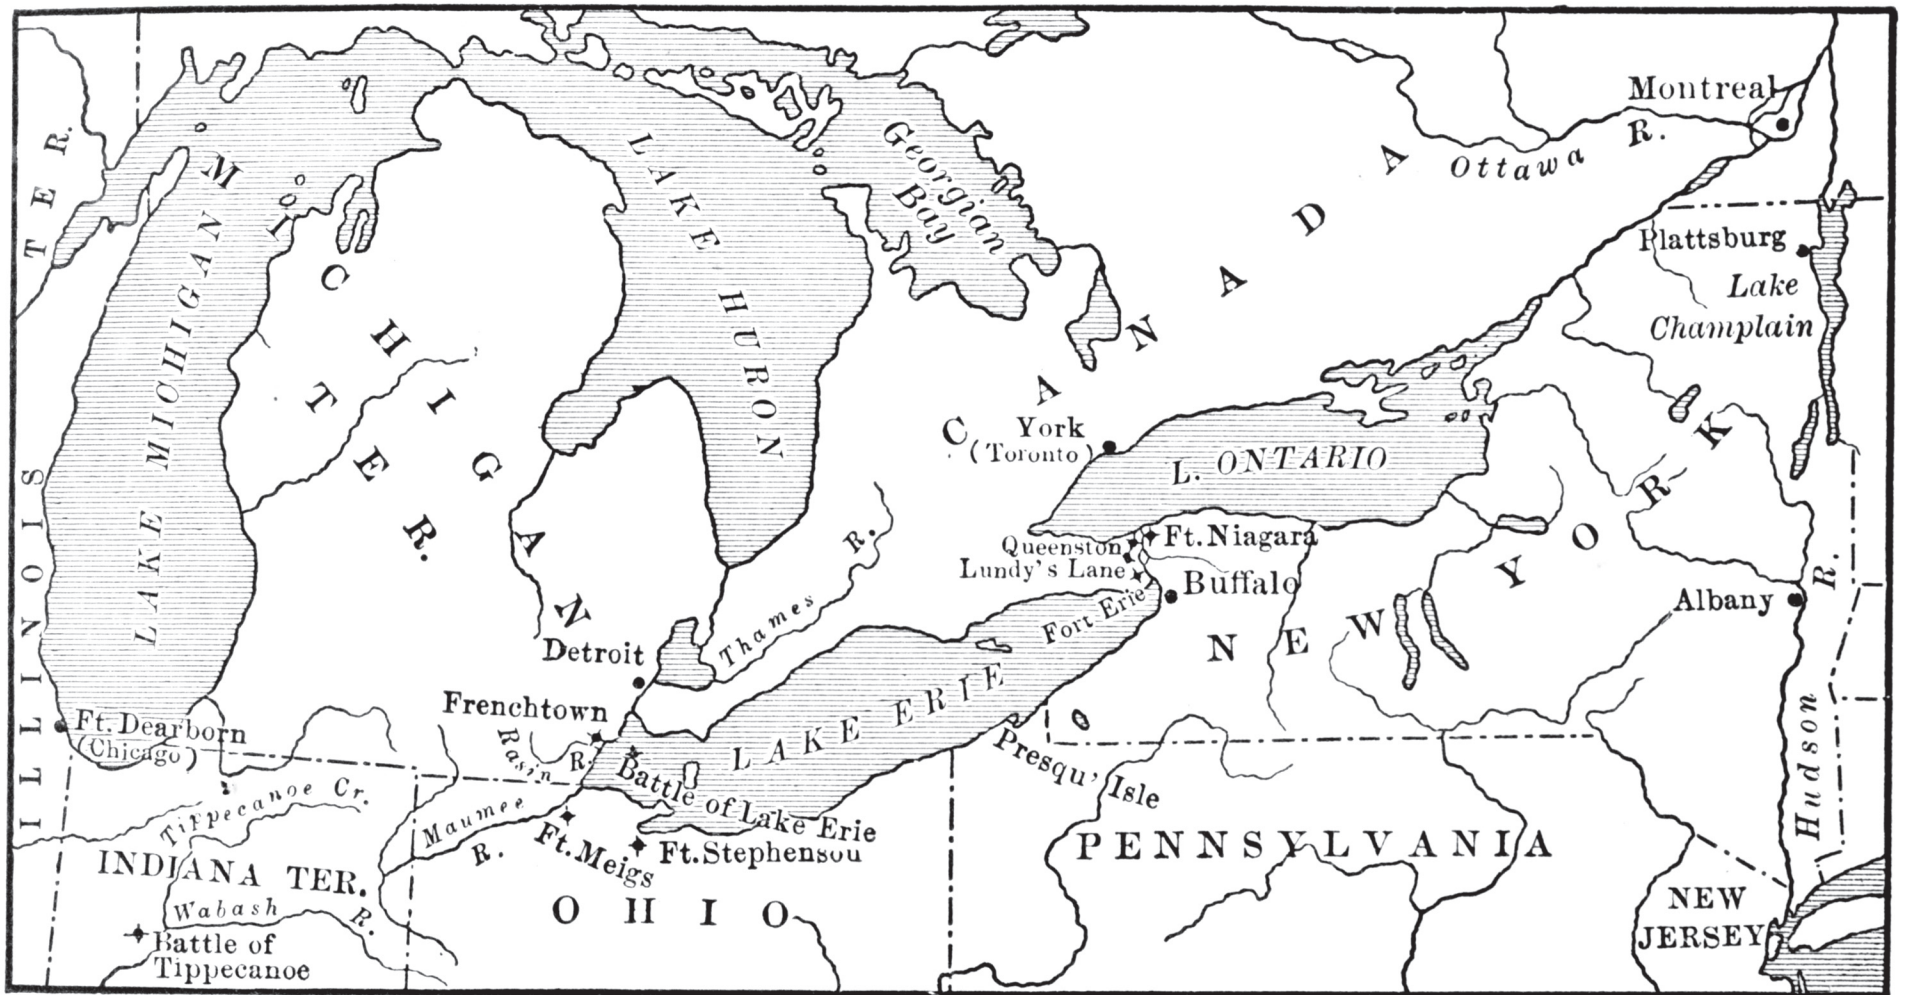 Montreal
Ottawa R.
TER.
LAKE MICHIGAN
MICHIGAN
TER.
LAKE HURON
Georgian
Bay
CANADA
Plattsburg
Lake
Champlain
York
(Toronto)
L. ONTARIO
Queenston
Ft. Niagara
Lundy's Lane
Buffalo
Fort Erie
NEW YORK
Albany
Hudson R.
ILLINOIS
Thames R.
Detroit
Frenchtown
Rasin R.
LAKE ERIE
Battle of Lake Erie
Presqu' Isle
Ft. Dearborn
(Chicago)
Tippecanoe Cr.
Maumee R.
Ft. Meigs
Ft. Stephenson
INDIANA TER.
Wabash R.
Battle of
Tippecanoe
OHIO
PENNSYLVANIA
NEW
JERSEY